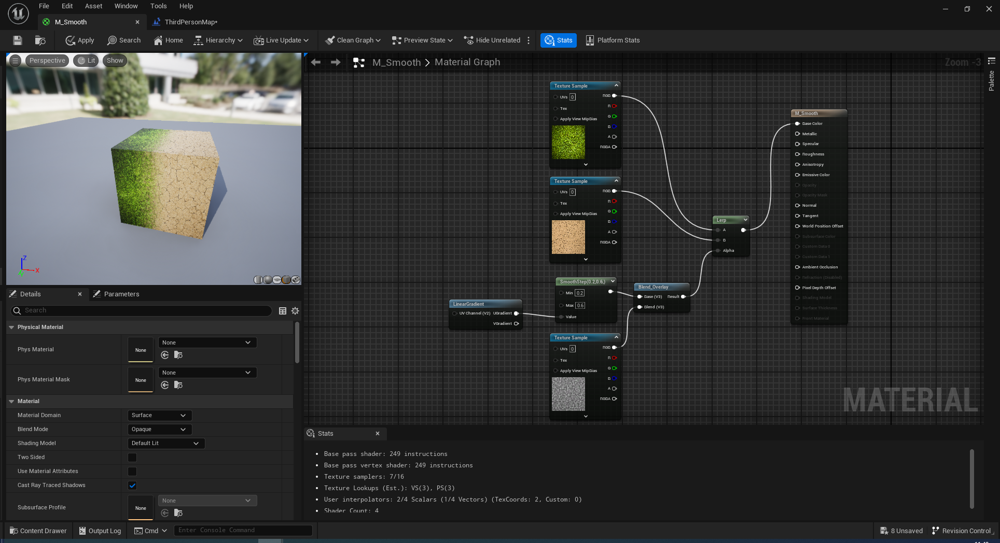 File Edit Asset Window Tools Help
M_Smooth
ThirdPersonMap*
Apply Search Home Hierarchy Live Update Clean Graph Preview State Hide Unrelated Stats Platform Stats
Perspective Lit Show
Z
X
M_Smooth > Material Graph
Zoom -3
Palette
Texture Sample
UVs 0 RGB
R
Tex
G
Apply View MipBias
B
A
RGBA
Texture Sample
UVs 0 RGB
R
Tex
G
Apply View MipBias
B
A
RGBA
LinearGradient
UV Channel (V2) UGradient
VGradient
SmoothStep(0.2,0.6,)
Min 0.2
Max 0.6
Value
Blend_Overlay
Base (V3) Result
Blend (V3)
Texture Sample
UVs 0 RGB
R
Tex
G
Apply View MipBias
B
A
RGBA
Lerp
A
B
Alpha
M_Smooth
Base Color
Metallic
Specular
Roughness
Anisotropy
Emissive Color
Opacity
Opacity Mask
Normal
Tangent
World Position Offset
Subsurface Color
Custom Data 0
Custom Data 1
Ambient Occlusion
Refraction (Disabled)
Pixel Depth Offset
Shading Model
Surface Thickness
Front Material
MATERIAL
Details
Parameters
Search
Physical Material
Phys Material None None
Phys Material Mask None None
Material
Material Domain Surface
Blend Mode Opaque
Shading Model Default Lit
Two Sided
Use Material Attributes
Cast Ray Traced Shadows
Subsurface Profile None None
Stats
• Base pass shader: 249 instructions
• Base pass vertex shader: 249 instructions
• Texture samplers: 7/16
• Texture Lookups (Est.): VS(3), PS(3)
• User interpolators: 2/4 Scalars (1/4 Vectors) (TexCoords: 2, Custom: 0)
• Shader Count: 4
Content Drawer Output Log Cmd Enter Console Command
8 Unsaved Revision Control